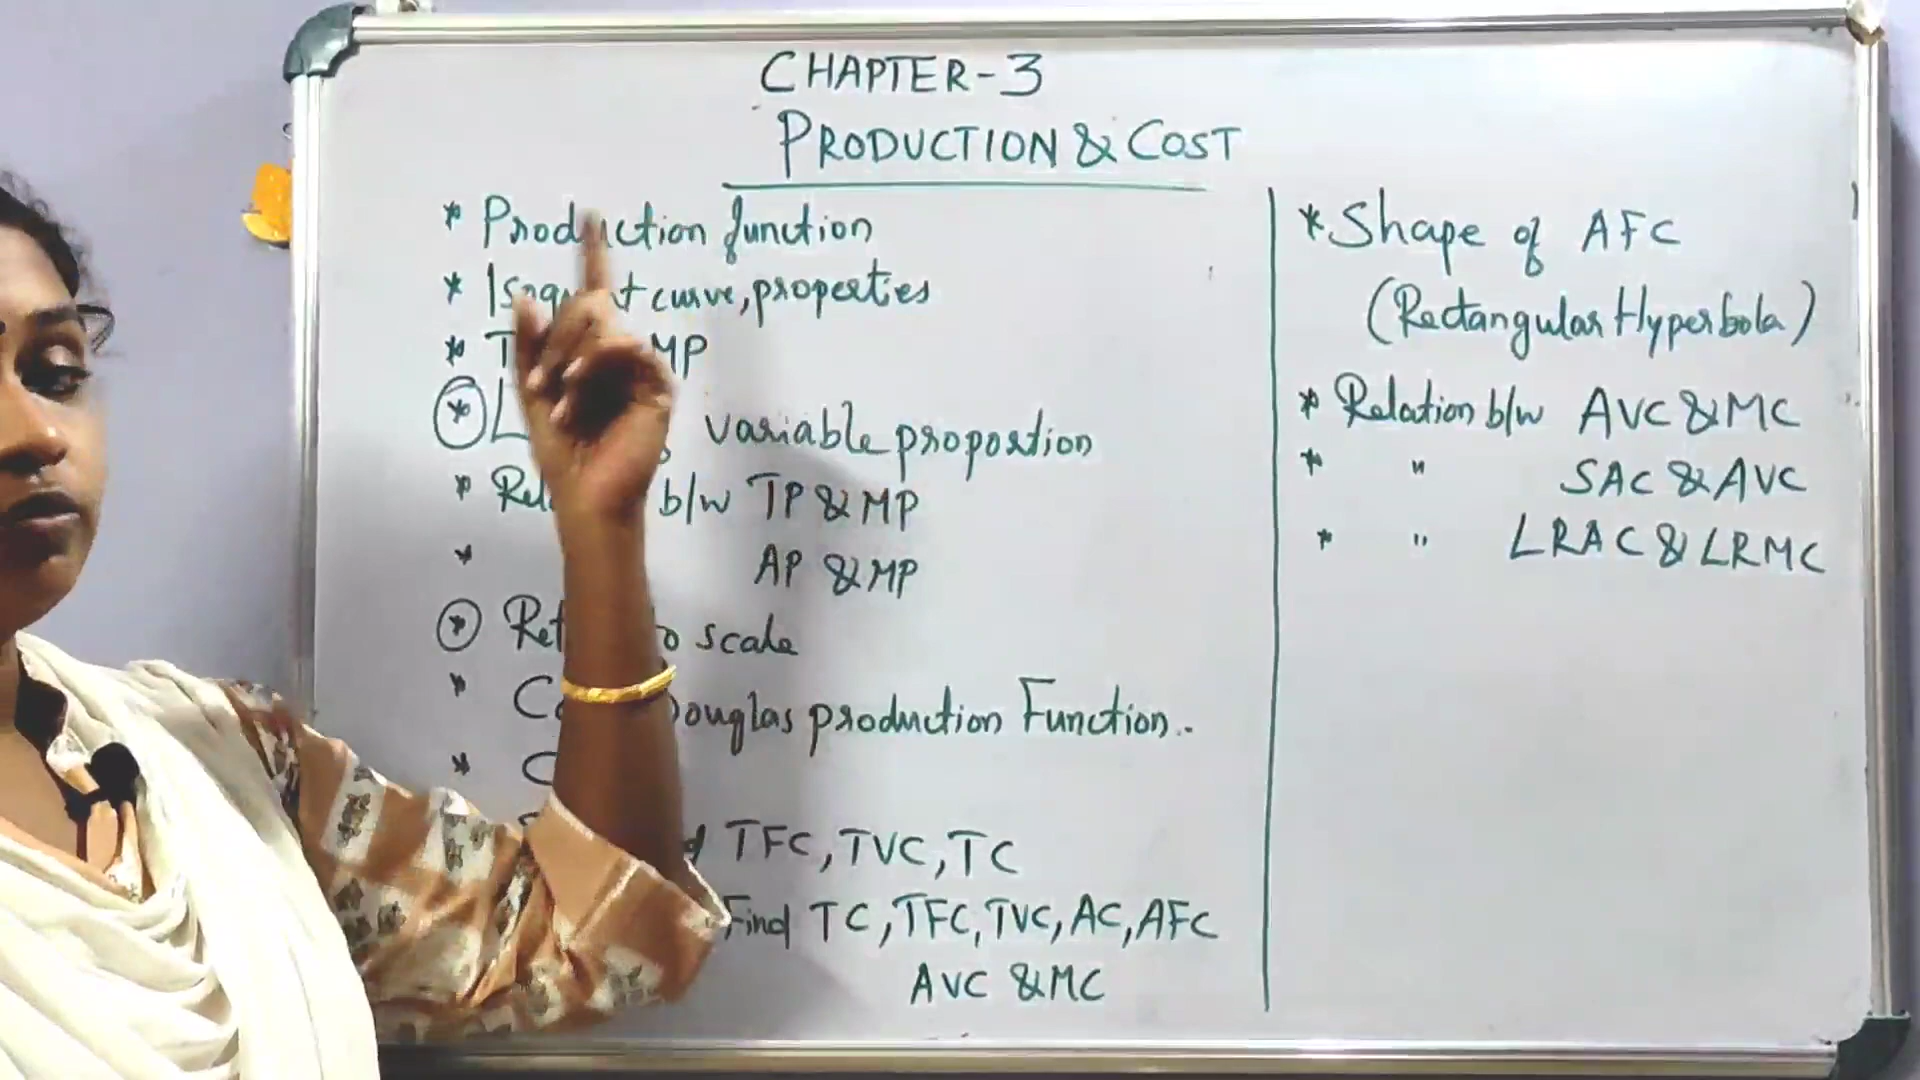 CHAPTER-3
PRODUCTION & COST
* Production function
* Isoquant curve, properties
* MP
* variable proportion
* b/w TP & MP
* AP & MP
* scale
* Douglas production Function.
*
TFC, TVC, TC
Find TC, TFC, TVC, AC, AFC
AVC & MC
* Shape of AFC
(Rectangular Hyperbola)
* Relation b/w AVC & MC
* " SAC & AVC
* " LRAC & LRMC